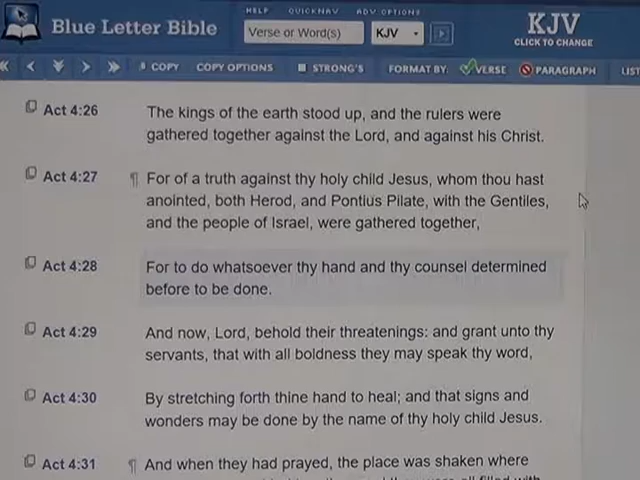 HELP QUICKNAV ADV OPTIONS
Blue Letter Bible Verse or Word(s) KJV KJV
CLICK TO CHANGE
COPY COPY OPTIONS STRONG'S FORMAT BY: VERSE PARAGRAPH LIST
Act 4:26 The kings of the earth stood up, and the rulers were
gathered together against the Lord, and against his Christ.
Act 4:27 ¶ For of a truth against thy holy child Jesus, whom thou hast
anointed, both Herod, and Pontius Pilate, with the Gentiles,
and the people of Israel, were gathered together,
Act 4:28 For to do whatsoever thy hand and thy counsel determined
before to be done.
Act 4:29 And now, Lord, behold their threatenings: and grant unto thy
servants, that with all boldness they may speak thy word,
Act 4:30 By stretching forth thine hand to heal; and that signs and
wonders may be done by the name of thy holy child Jesus.
Act 4:31 ¶ And when they had prayed, the place was shaken where